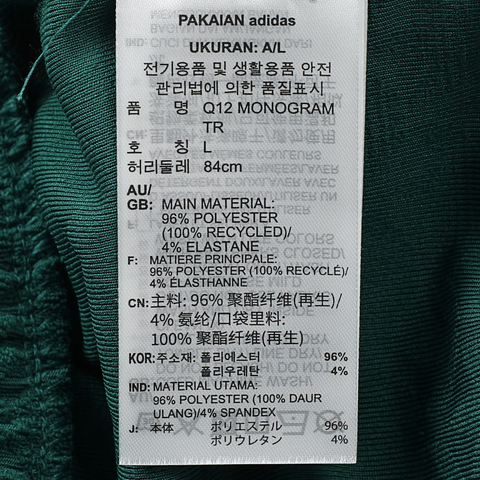 PAKAIAN adidas
UKURAN: A/L
전기용품 및 생활용품 안전
관리법에 의한 품질표시
품 명 Q12 MONOGRAM
TR
호 칭 L
허리둘레 84cm
AU/
GB: MAIN MATERIAL:
96% POLYESTER
(100% RECYCLED)/
4% ELASTANE
F: MATIERE PRINCIPALE:
96% POLYESTER (100% RECYCLÉ)/
4% ÉLASTHANNE
CN: 主料: 96% 聚酯纤维(再生)/
4% 氨纶/口袋里料:
100% 聚酯纤维(再生)
KOR: 주소재: 폴리에스터 96%
폴리우레탄 4%
IND: MATERIAL UTAMA:
96% POLYESTER (100% DAUR
ULANG)/4% SPANDEX
J: 本体 ポリエステル 96%
ポリウレタン 4%